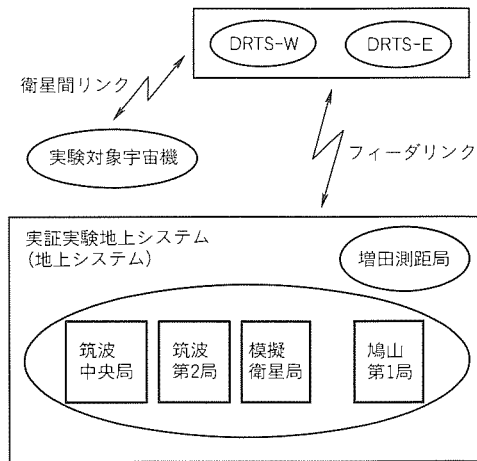 DRTS-W
DRTS-E
衛星間リンク
実験対象宇宙機
フィーダリンク
実証実験地上システム
(地上システム)
増田測距局
筑波
中央局
筑波
第2局
模擬
衛星局
鳩山
第1局